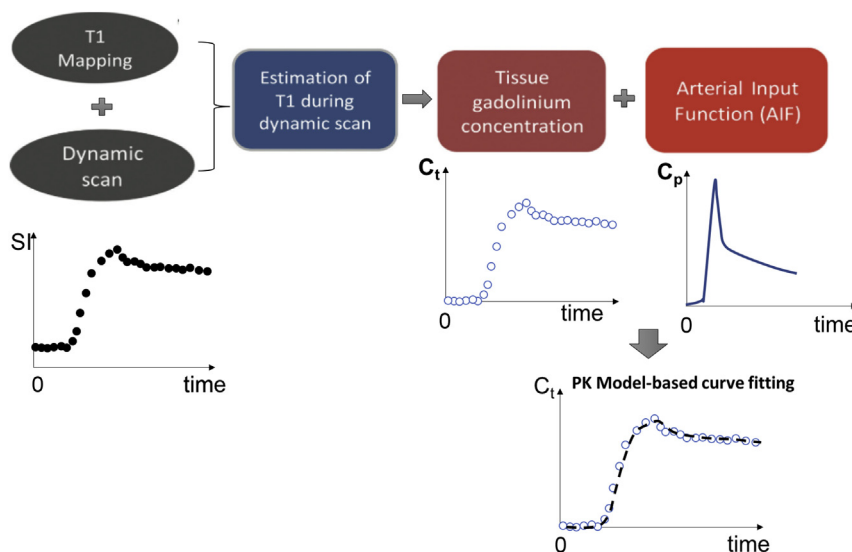 T1
Mapping
+
Dynamic
scan
Estimation of
T1 during
dynamic scan
Tissue
gadolinium
concentration
+
Arterial Input
Function (AIF)
SI
0
time
Ct
0
time
Cp
0
time
PK Model-based curve fitting
Ct
0
time